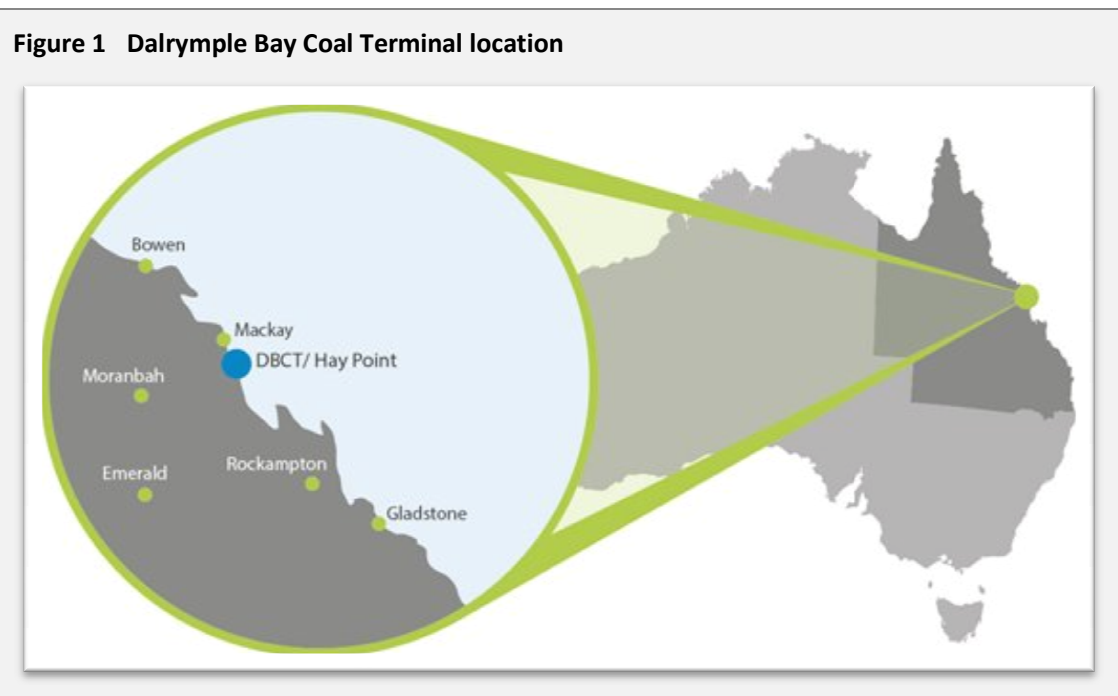 Figure 1 Dalrymple Bay Coal Terminal location
Bowen
Mackay
DBCT/ Hay Point
Moranbah
Rockampton
Emerald
Gladstone